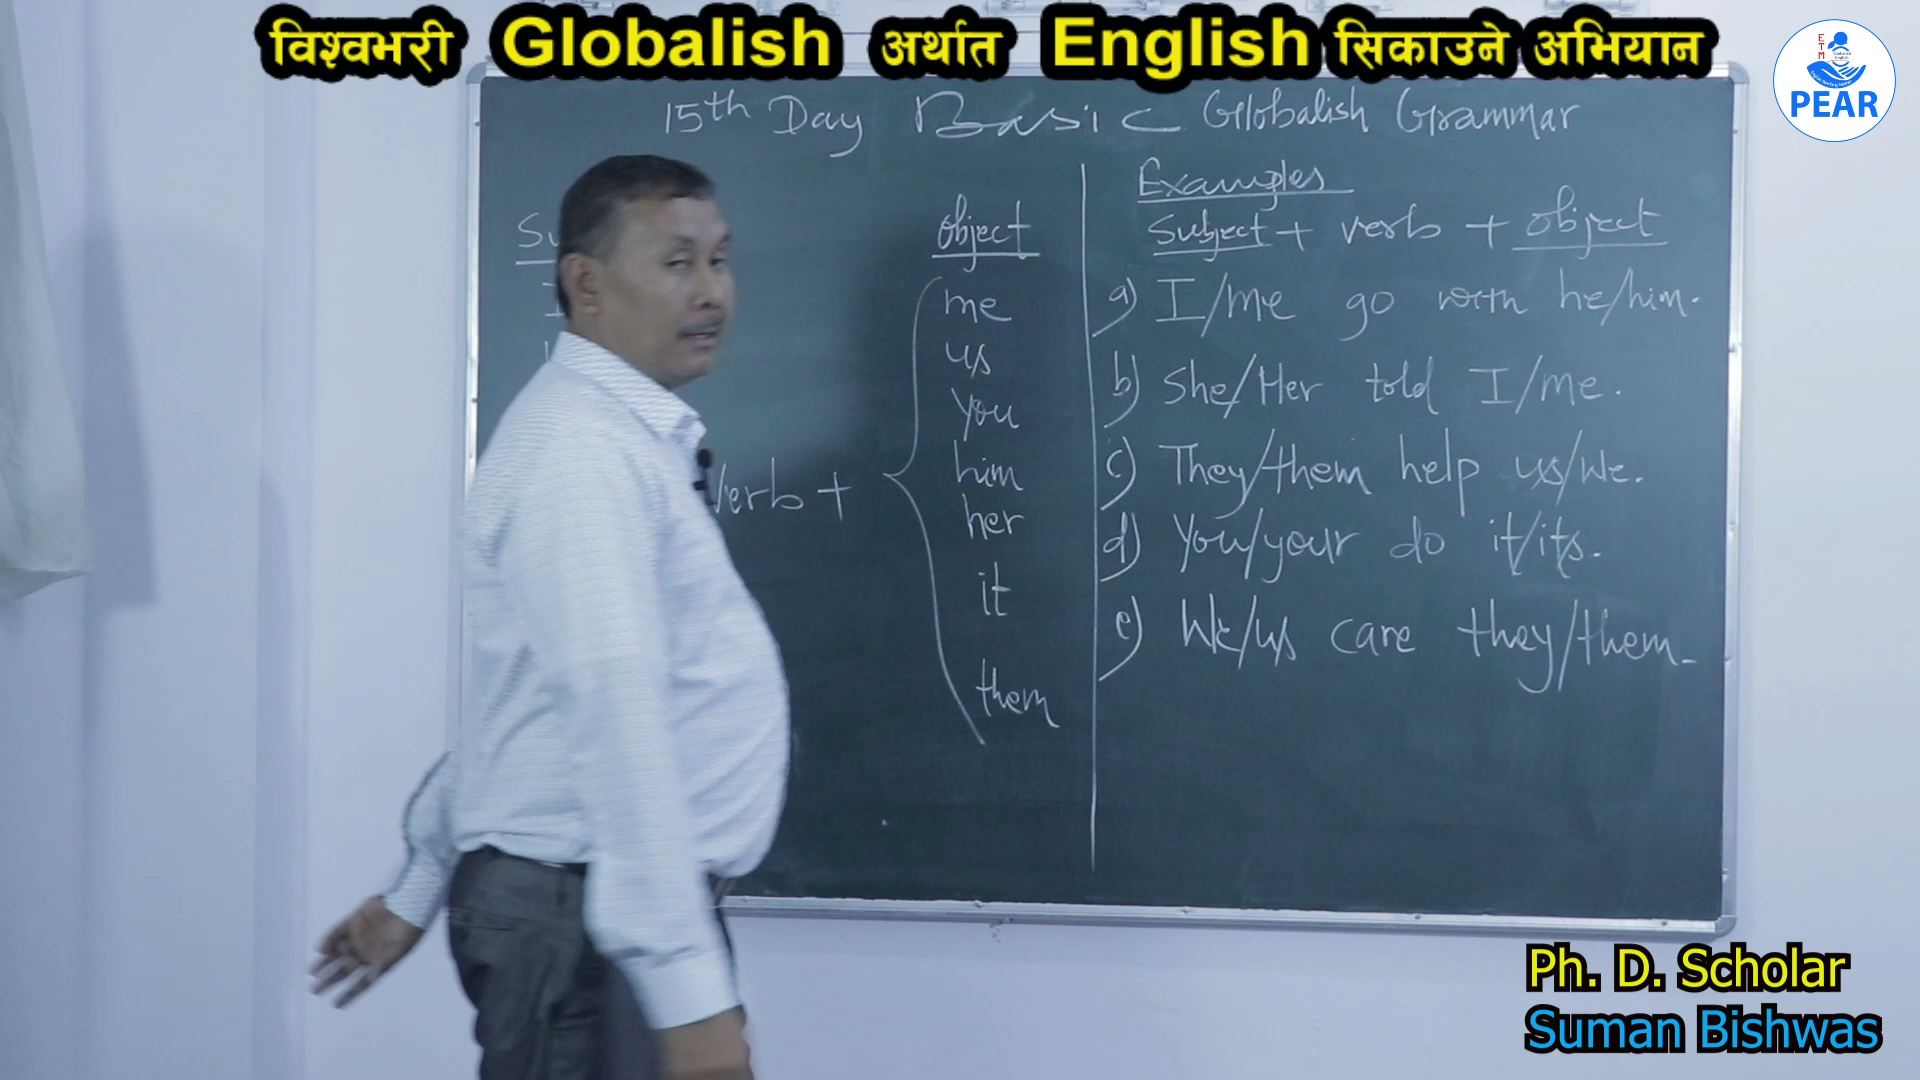 विश्वभरी Globalish अर्थात English सिकाउने अभियान
PEAR
15th Day Basic Globalish Grammar
Examples
object
Subject + verb + object
me
us
you
him
her
it
them
verb +
a) I/me go with he/him.
b) She/Her told I/me.
c) They/them help us/we.
d) You/your do it/its.
e) We/us care they/them.
Ph. D. Scholar
Suman Bishwas